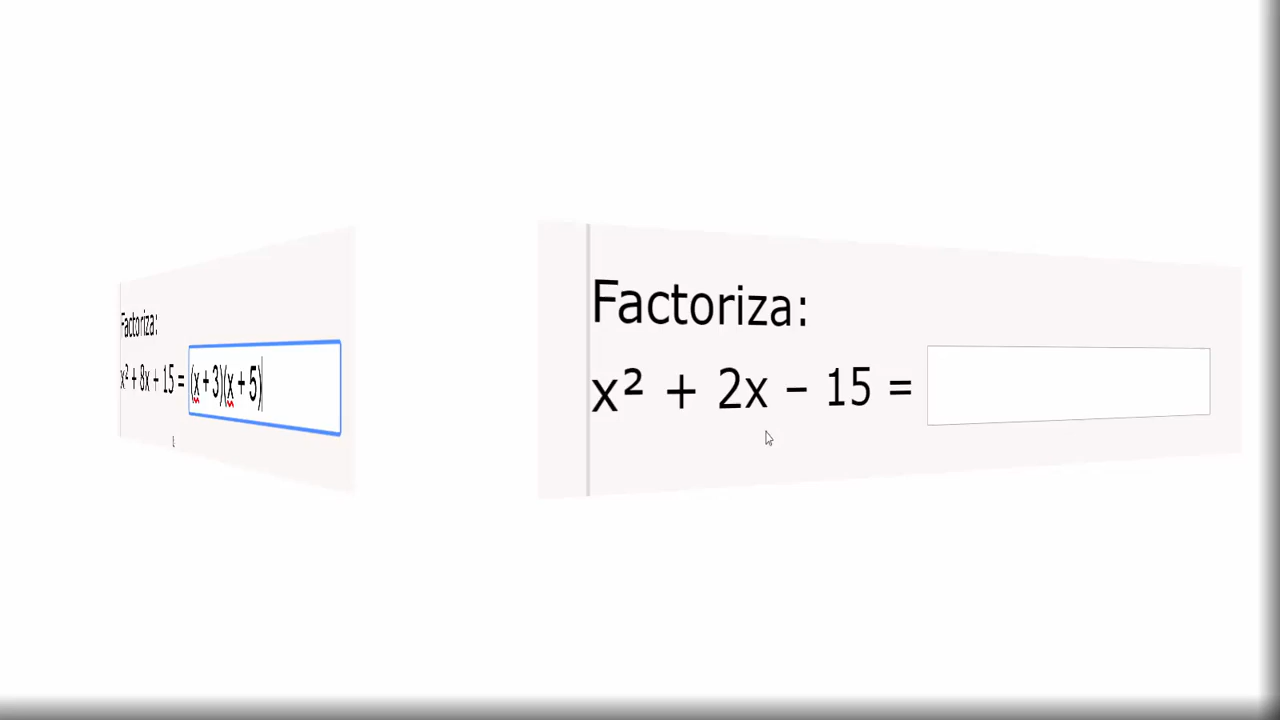 Factoriza:
x² + 8x + 15 = (x + 3)(x + 5)
Factoriza:
x² + 2x − 15 =